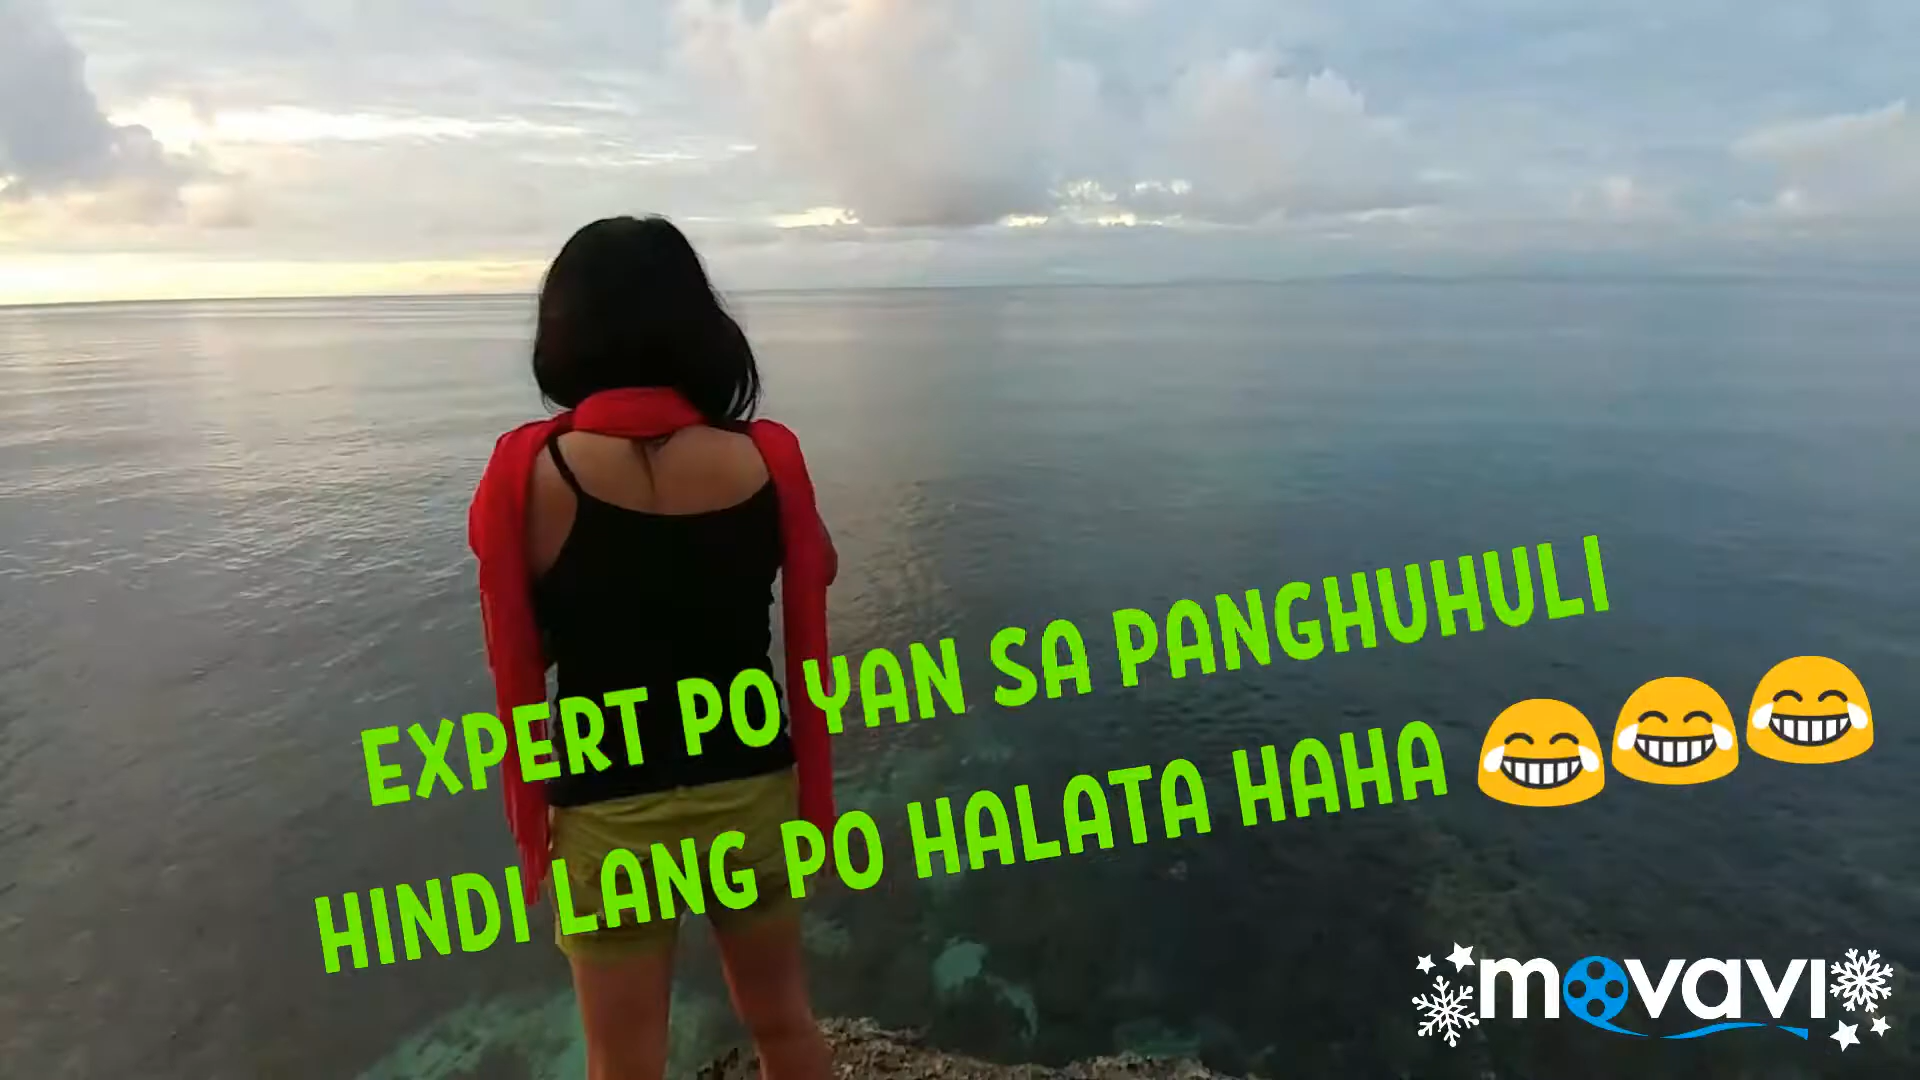 EXPERT PO YAN SA PANGHUHULI
HINDI LANG PO HALATA HAHA 😂😂😂
movavi